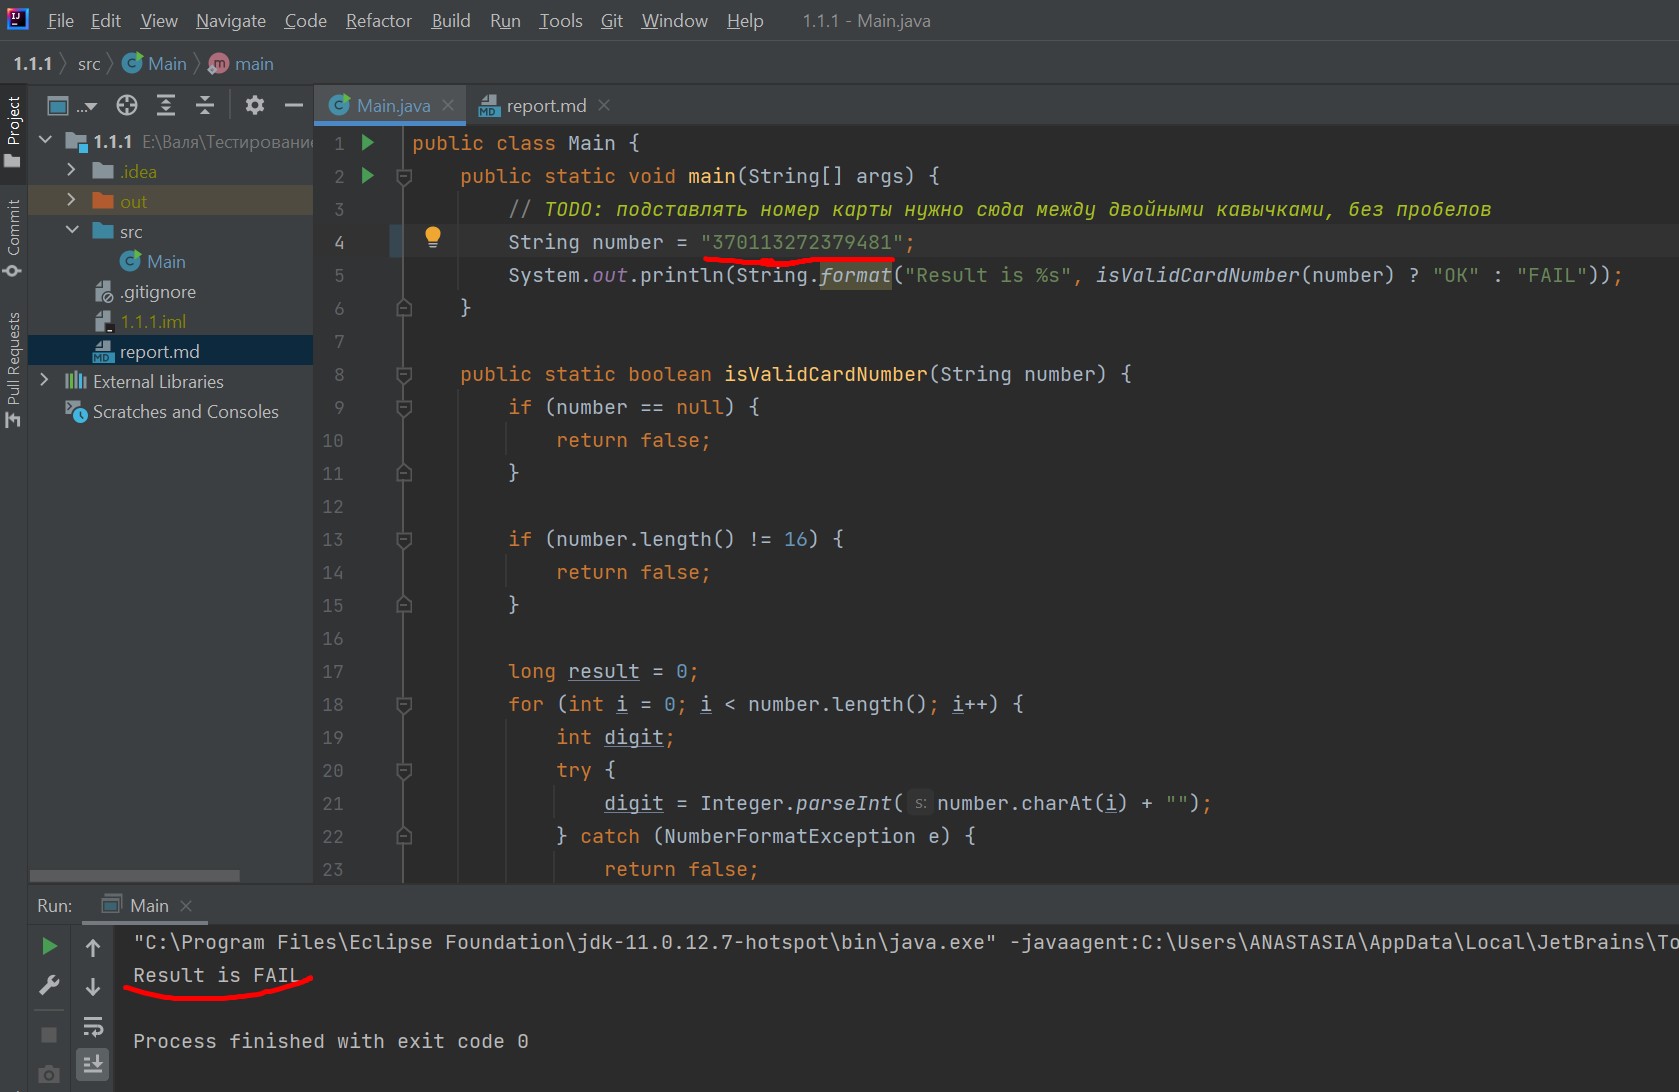 File Edit View Navigate Code Refactor Build Run Tools Git Window Help 1.1.1 - Main.java
1.1.1 src Main main
Project
Commit
Pull Requests
...
1.1.1 E:\Валя\Тестирование
.idea
out
src
Main
.gitignore
1.1.1.iml
report.md
External Libraries
Scratches and Consoles
Main.java report.md
1 public class Main {
2 public static void main(String[] args) {
3 // TODO: подставлять номер карты нужно сюда между двойными кавычками, без пробелов
4 String number = "370113272379481";
5 System.out.println(String.format("Result is %s", isValidCardNumber(number) ? "OK" : "FAIL"));
6 }
7
8 public static boolean isValidCardNumber(String number) {
9 if (number == null) {
10 return false;
11 }
12
13 if (number.length() != 16) {
14 return false;
15 }
16
17 long result = 0;
18 for (int i = 0; i < number.length(); i++) {
19 int digit;
20 try {
21 digit = Integer.parseInt( s: number.charAt(i) + "");
22 } catch (NumberFormatException e) {
23 return false;
Run: Main
"C:\Program Files\Eclipse Foundation\jdk-11.0.12.7-hotspot\bin\java.exe" -javaagent:C:\Users\ANASTASIA\AppData\Local\JetBrains\To
Result is FAIL
Process finished with exit code 0